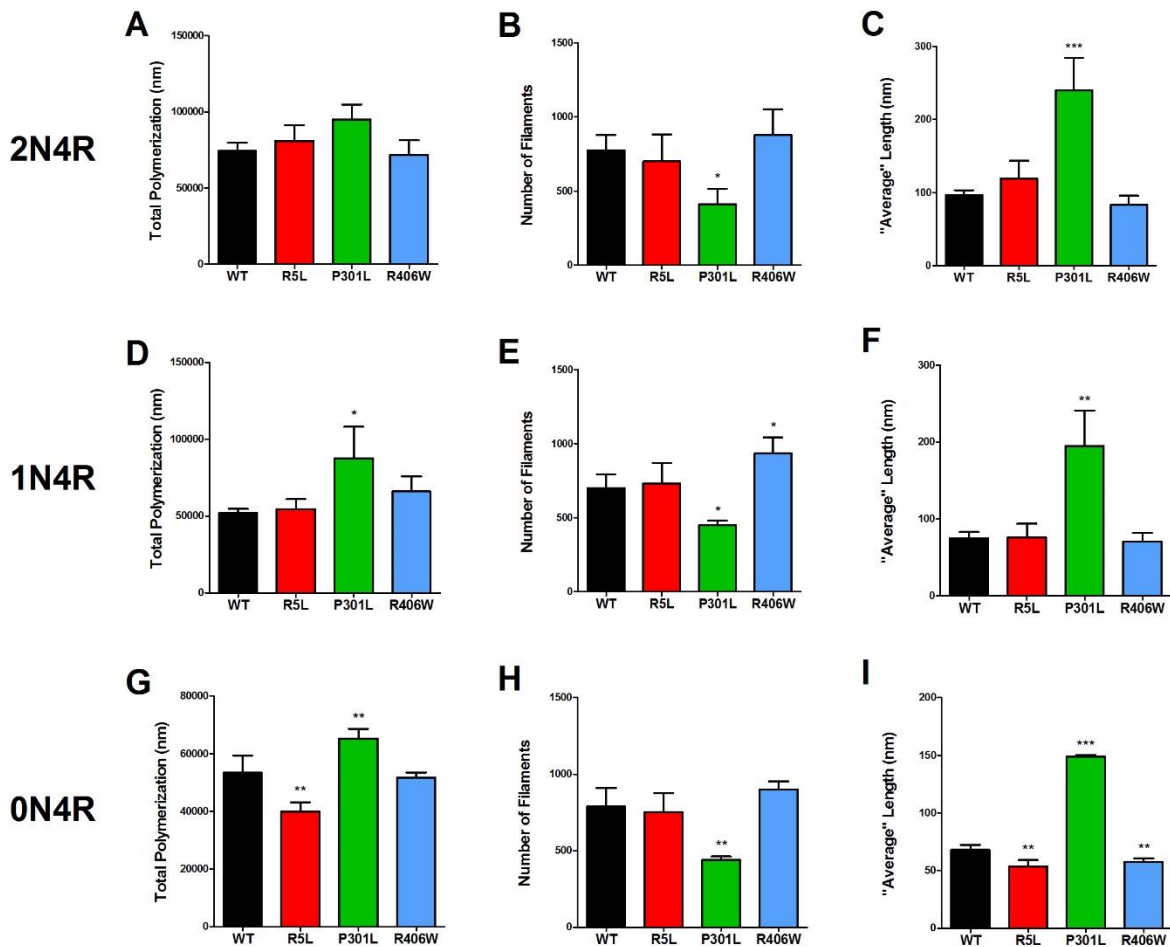 2N4R
A
Total Polymerization (nm)
150000
100000
50000
0
WT R5L P301L R406W
B
Number of Filaments
1500
1000
500
0
*
WT R5L P301L R406W
C
"Average" Length (nm)
300
200
100
0
***
WT R5L P301L R406W
1N4R
D
Total Polymerization (nm)
150000
100000
50000
0
*
WT R5L P301L R406W
E
Number of Filaments
1500
1000
500
0
* *
WT R5L P301L R406W
F
"Average" Length (nm)
300
200
100
0
**
WT R5L P301L R406W
0N4R
G
Total Polymerization (nm)
80000
60000
40000
20000
0
** **
WT R5L P301L R406W
H
Number of Filaments
1500
1000
500
0
**
WT R5L P301L R406W
I
"Average" Length (nm)
200
150
100
50
0
** *** **
WT R5L P301L R406W